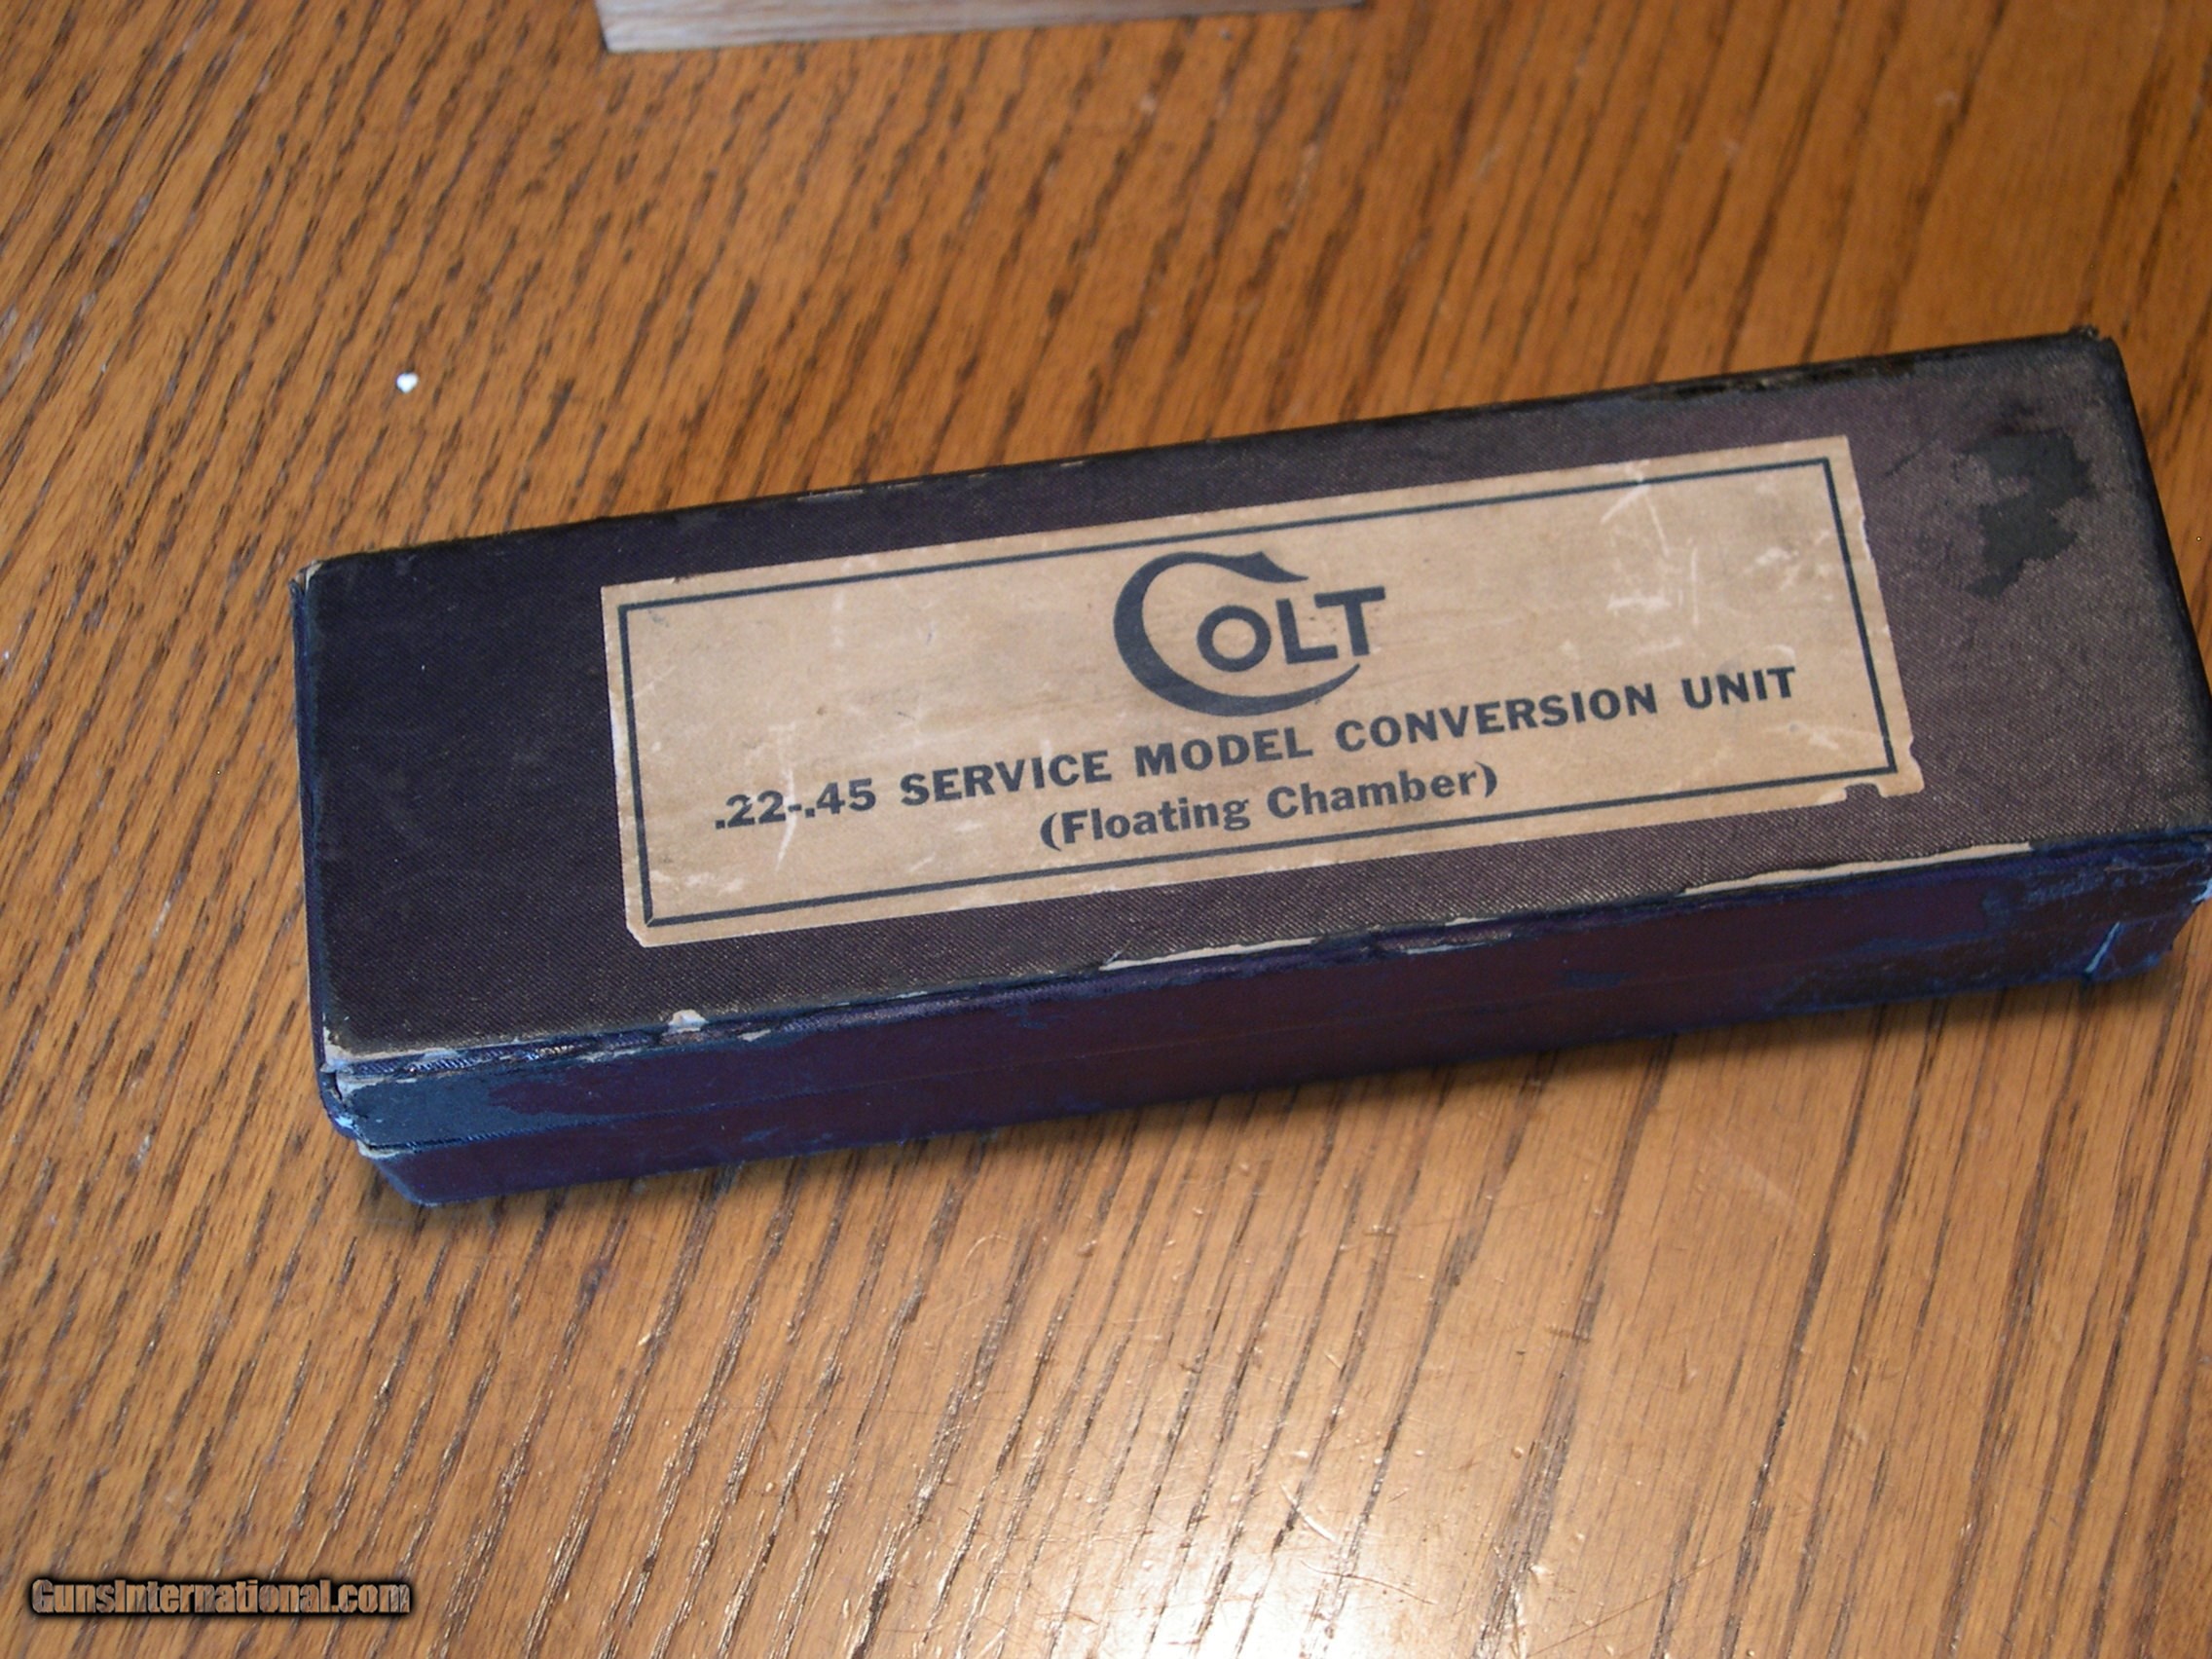 COLT
.22-.45 SERVICE MODEL CONVERSION UNIT
(Floating Chamber)
GunsInternational.com